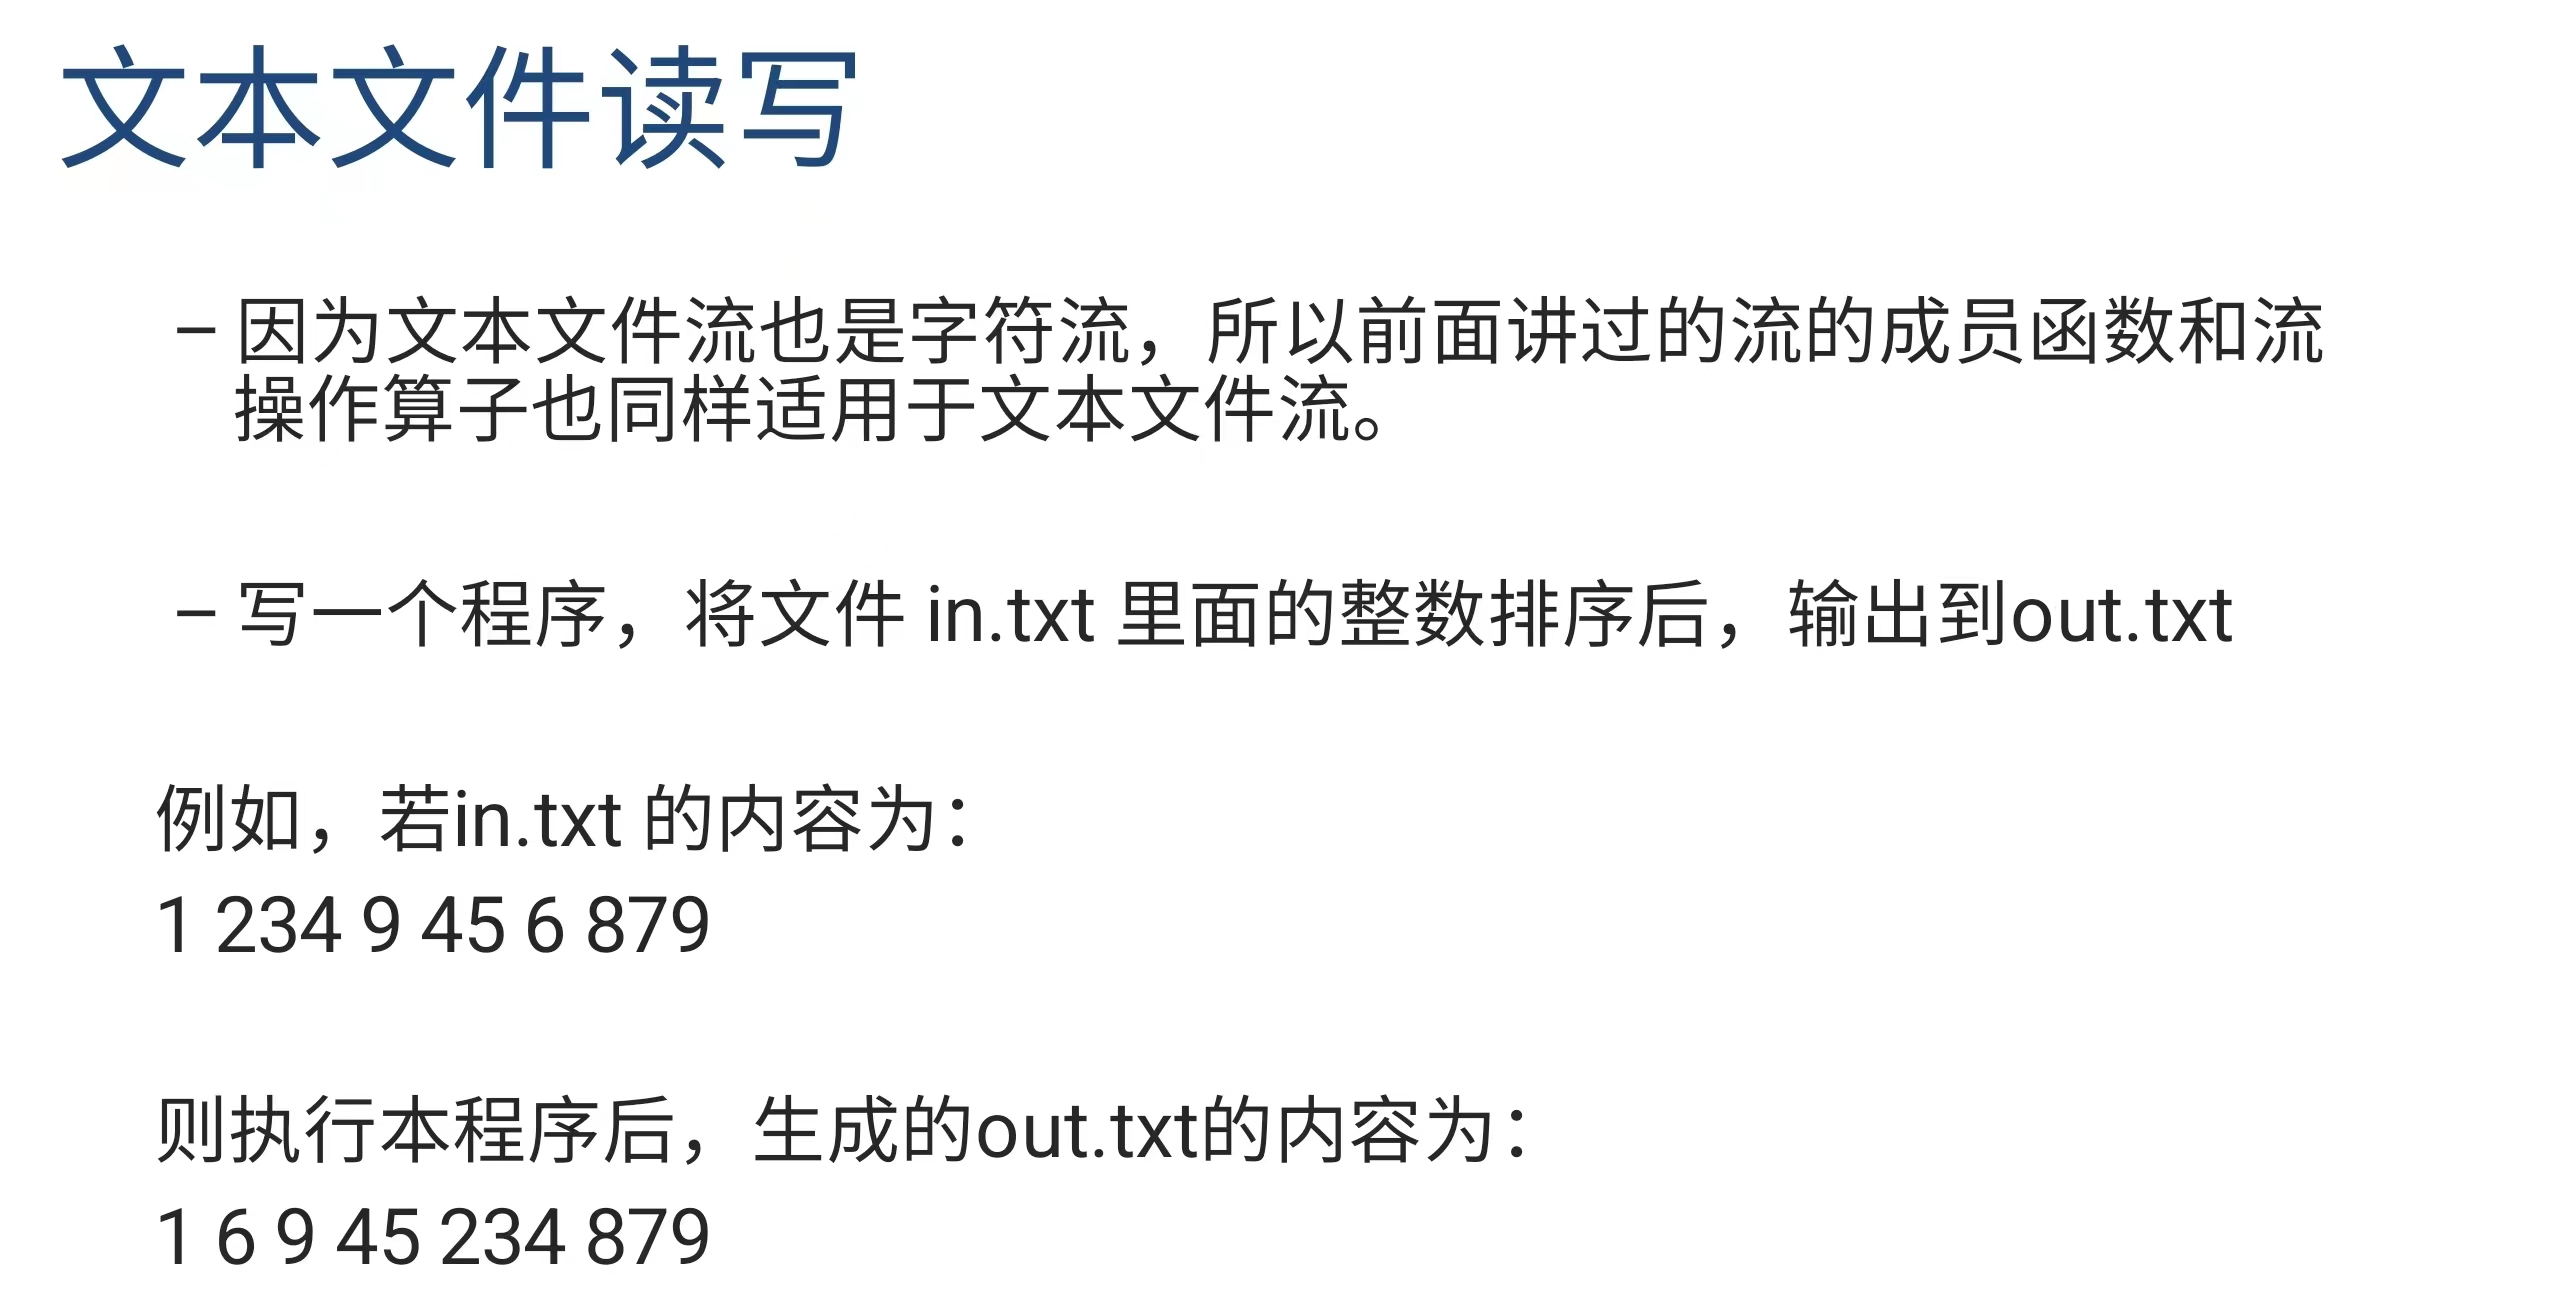 文本文件读写
– 因为文本文件流也是字符流，所以前面讲过的流的成员函数和流
操作算子也同样适用于文本文件流。
– 写一个程序，将文件 in.txt 里面的整数排序后，输出到out.txt
例如，若in.txt 的内容为：
1 234 9 45 6 879
则执行本程序后，生成的out.txt的内容为：
1 6 9 45 234 879